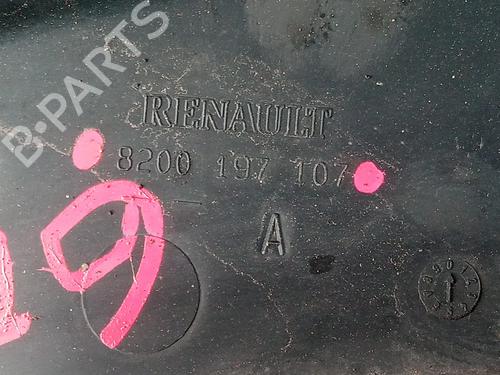 B-PARTS
RENAULT
8200 197 107
A
9